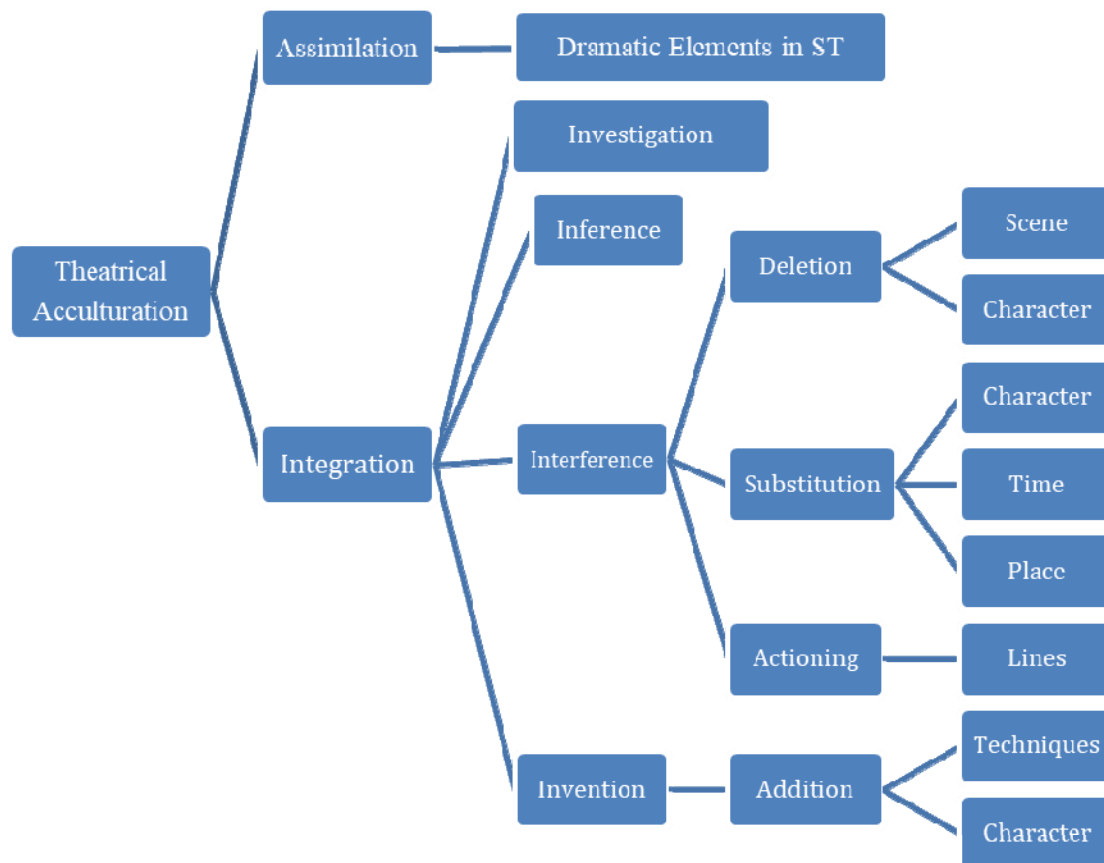 Assimilation
Dramatic Elements in ST
Investigation
Inference
Theatrical
Acculturation
Deletion
Scene
Character
Integration
Interference
Substitution
Character
Time
Place
Actioning
Lines
Invention
Addition
Techniques
Character